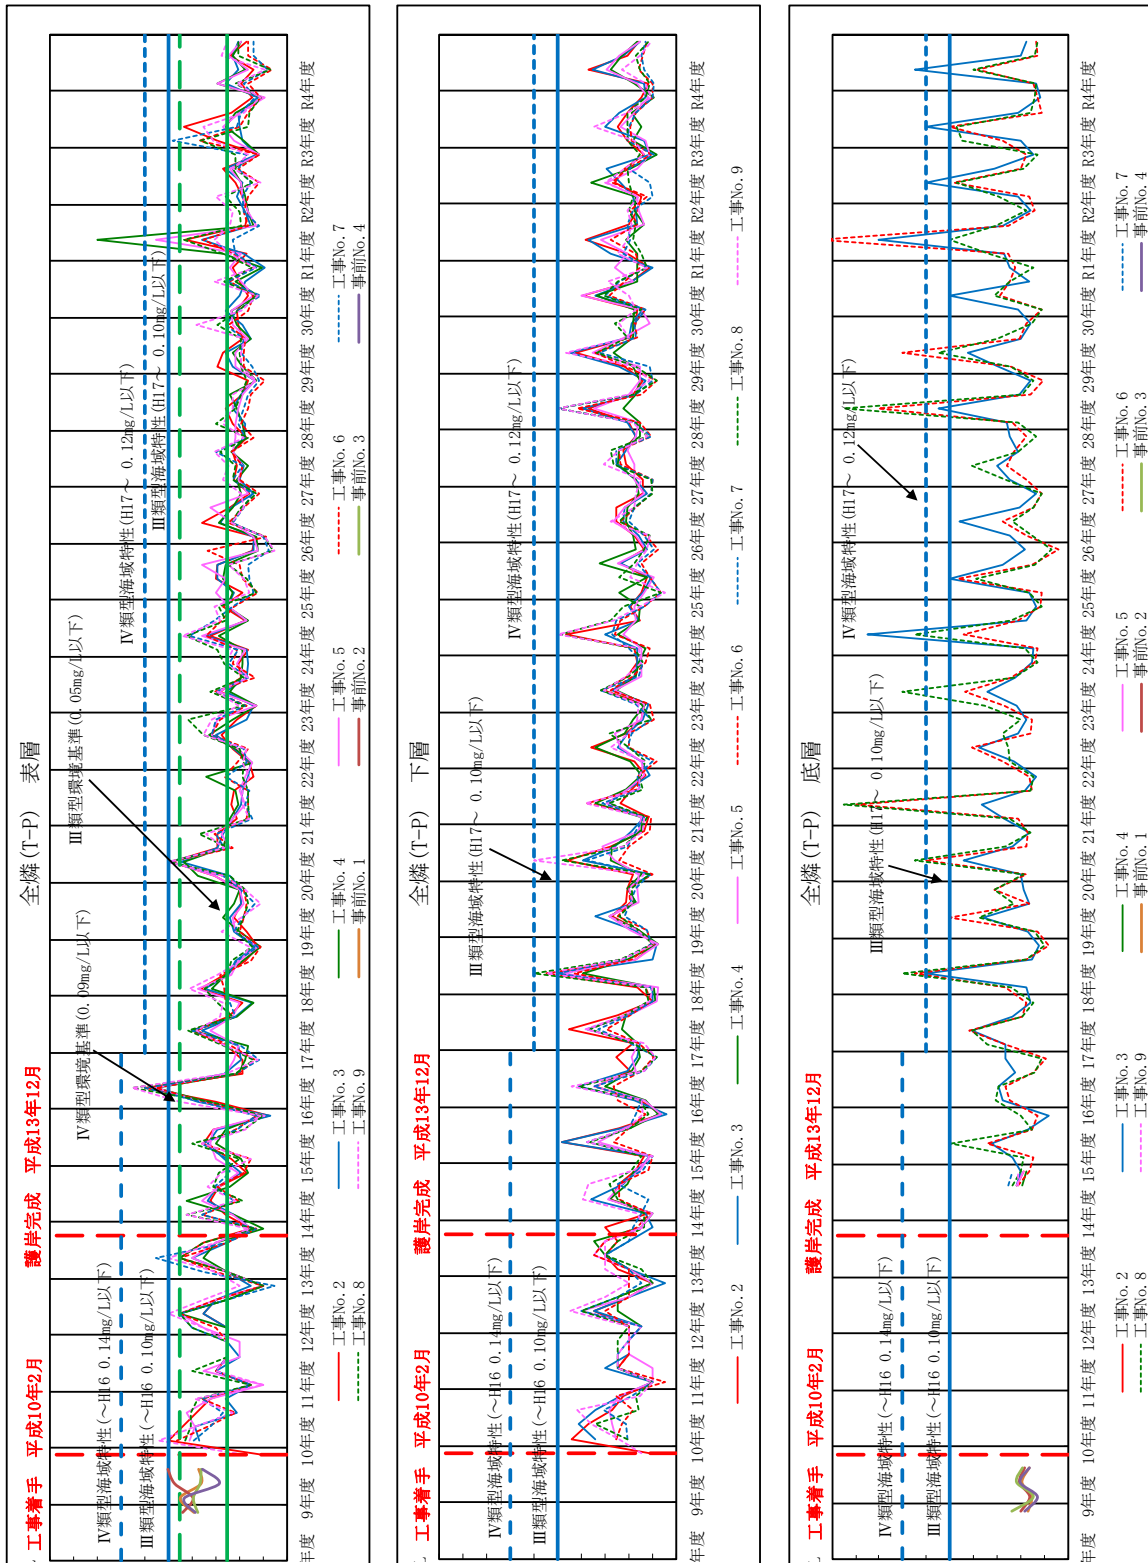 全燐(T-P)　表層
工事着手　平成10年2月
護岸完成　平成13年12月
Ⅳ類型海域特性(～H16 0.14mg/L以下)
Ⅲ類型海域特性(～H16 0.10mg/L以下)
Ⅳ類型環境基準(0.09mg/L以下)
Ⅲ類型環境基準(0.05mg/L以下)
Ⅳ類型海域特性(H17～ 0.12mg/L以下)
Ⅲ類型海域特性(H17～ 0.10mg/L以下)
年度 9年度 10年度 11年度 12年度 13年度 14年度 15年度 16年度 17年度 18年度 19年度 20年度 21年度 22年度 23年度 24年度 25年度 26年度 27年度 28年度 29年度 30年度 R1年度 R2年度 R3年度 R4年度
工事No.2 工事No.3 工事No.4 工事No.5 工事No.6 工事No.7
工事No.8 工事No.9 事前No.1 事前No.2 事前No.3 事前No.4
全燐(T-P)　下層
工事着手　平成10年2月
護岸完成　平成13年12月
Ⅳ類型海域特性(～H16 0.14mg/L以下)
Ⅲ類型海域特性(～H16 0.10mg/L以下)
Ⅲ類型海域特性(H17～ 0.10mg/L以下)
Ⅳ類型海域特性(H17～ 0.12mg/L以下)
年度 9年度 10年度 11年度 12年度 13年度 14年度 15年度 16年度 17年度 18年度 19年度 20年度 21年度 22年度 23年度 24年度 25年度 26年度 27年度 28年度 29年度 30年度 R1年度 R2年度 R3年度 R4年度
工事No.2 工事No.3 工事No.4 工事No.5 工事No.6 工事No.7 工事No.8 工事No.9
全燐(T-P)　底層
工事着手　平成10年2月
護岸完成　平成13年12月
Ⅳ類型海域特性(～H16 0.14mg/L以下)
Ⅲ類型海域特性(～H16 0.10mg/L以下)
Ⅲ類型海域特性(H17～ 0.10mg/L以下)
Ⅳ類型海域特性(H17～ 0.12mg/L以下)
年度 9年度 10年度 11年度 12年度 13年度 14年度 15年度 16年度 17年度 18年度 19年度 20年度 21年度 22年度 23年度 24年度 25年度 26年度 27年度 28年度 29年度 30年度 R1年度 R2年度 R3年度 R4年度
工事No.2 工事No.3 工事No.4 工事No.5 工事No.6 工事No.7
工事No.8 工事No.9 事前No.1 事前No.2 事前No.3 事前No.4